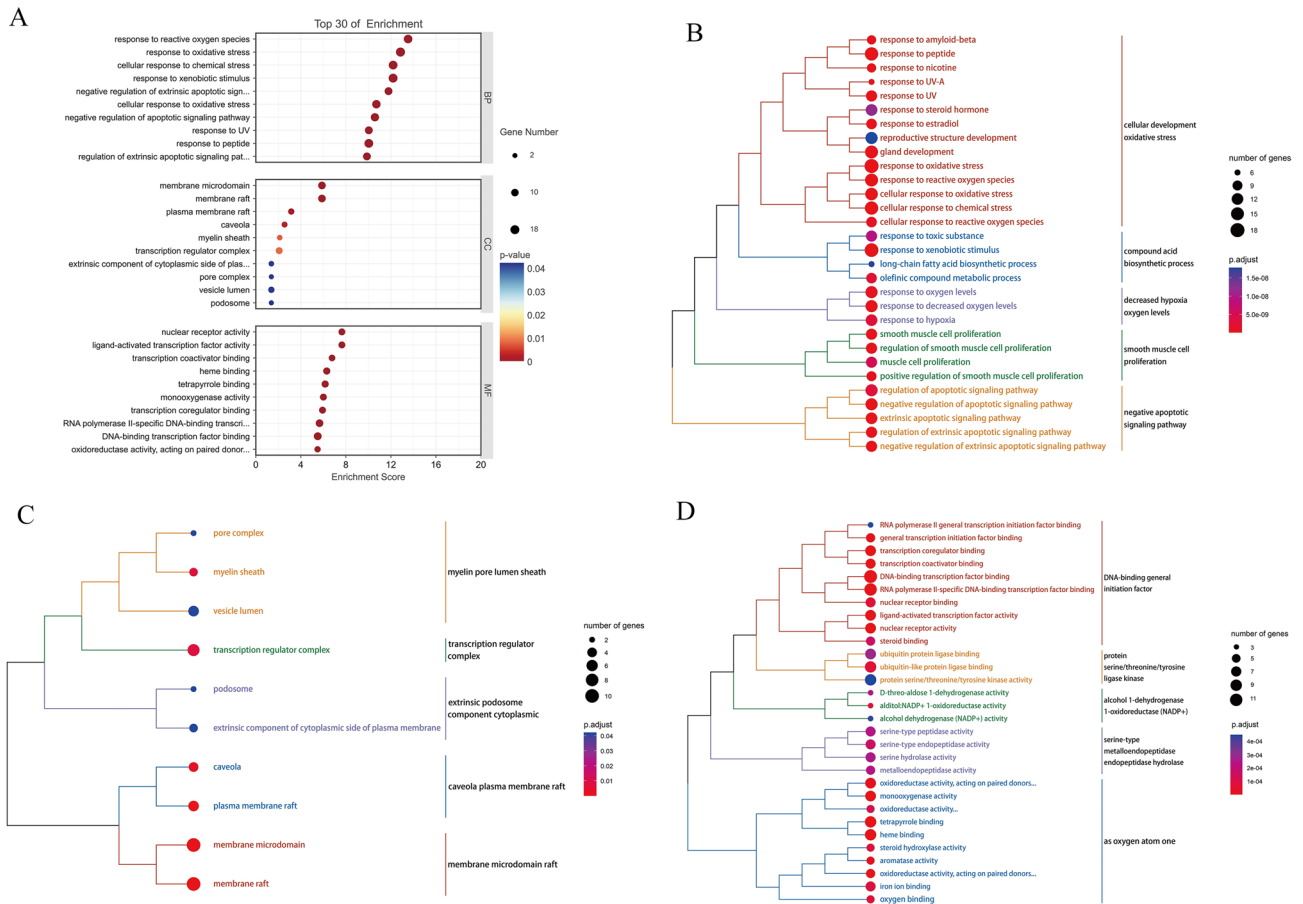 A
Top 30 of Enrichment
response to reactive oxygen species
response to oxidative stress
cellular response to chemical stress
response to xenobiotic stimulus
negative regulation of extrinsic apoptotic sign...
cellular response to oxidative stress
negative regulation of apoptotic signaling pathway
response to UV
response to peptide
regulation of extrinsic apoptotic signaling pat...
BP
membrane microdomain
membrane raft
plasma membrane raft
caveola
myelin sheath
transcription regulator complex
extrinsic component of cytoplasmic side of plas...
pore complex
vesicle lumen
podosome
CC
nuclear receptor activity
ligand-activated transcription factor activity
transcription coactivator binding
heme binding
tetrapyrrole binding
monooxygenase activity
transcription coregulator binding
RNA polymerase II-specific DNA-binding transcri...
DNA-binding transcription factor binding
oxidoreductase activity, acting on paired donor...
MF
0 4 8 12 16 20
Enrichment Score
Gene Number
2
10
18
p-value
0.04
0.03
0.02
0.01
0
B
response to amyloid-beta
response to peptide
response to nicotine
response to UV-A
response to UV
response to steroid hormone
response to estradiol
reproductive structure development
gland development
response to oxidative stress
response to reactive oxygen species
cellular response to oxidative stress
cellular response to chemical stress
cellular response to reactive oxygen species
response to toxic substance
response to xenobiotic stimulus
long-chain fatty acid biosynthetic process
olefinic compound metabolic process
response to oxygen levels
response to decreased oxygen levels
response to hypoxia
smooth muscle cell proliferation
regulation of smooth muscle cell proliferation
muscle cell proliferation
positive regulation of smooth muscle cell proliferation
regulation of apoptotic signaling pathway
negative regulation of apoptotic signaling pathway
extrinsic apoptotic signaling pathway
regulation of extrinsic apoptotic signaling pathway
negative regulation of extrinsic apoptotic signaling pathway
cellular development
oxidative stress
compound acid
biosynthetic process
decreased hypoxia
oxygen levels
smooth muscle cell
proliferation
negative apoptotic
signaling pathway
number of genes
6
9
12
15
18
p.adjust
1.5e-08
1.0e-08
5.0e-09
C
pore complex
myelin sheath
vesicle lumen
transcription regulator complex
podosome
extrinsic component of cytoplasmic side of plasma membrane
caveola
plasma membrane raft
membrane microdomain
membrane raft
myelin pore lumen sheath
transcription regulator
complex
extrinsic podosome
component cytoplasmic
caveola plasma membrane raft
membrane microdomain raft
number of genes
2
4
6
8
10
p.adjust
0.04
0.03
0.02
0.01
D
RNA polymerase II general transcription initiation factor binding
general transcription initiation factor binding
transcription coregulator binding
transcription coactivator binding
DNA-binding transcription factor binding
RNA polymerase II-specific DNA-binding transcription factor binding
nuclear receptor binding
ligand-activated transcription factor activity
nuclear receptor activity
steroid binding
ubiquitin protein ligase binding
ubiquitin-like protein ligase binding
protein serine/threonine/tyrosine kinase activity
D-threo-aldose 1-dehydrogenase activity
alditol:NADP+ 1-oxidoreductase activity
alcohol dehydrogenase (NADP+) activity
serine-type peptidase activity
serine-type endopeptidase activity
serine hydrolase activity
metalloendopeptidase activity
oxidoreductase activity, acting on paired donors...
monooxygenase activity
oxidoreductase activity...
tetrapyrrole binding
heme binding
steroid hydroxylase activity
aromatase activity
oxidoreductase activity, acting on paired donors...
iron ion binding
oxygen binding
DNA-binding general
initiation factor
protein
serine/threonine/tyrosine
ligase kinase
alcohol 1-dehydrogenase
1-oxidoreductase (NADP+)
serine-type
metalloendopeptidase
endopeptidase hydrolase
as oxygen atom one
number of genes
3
5
7
9
11
p.adjust
4e-04
3e-04
2e-04
1e-04